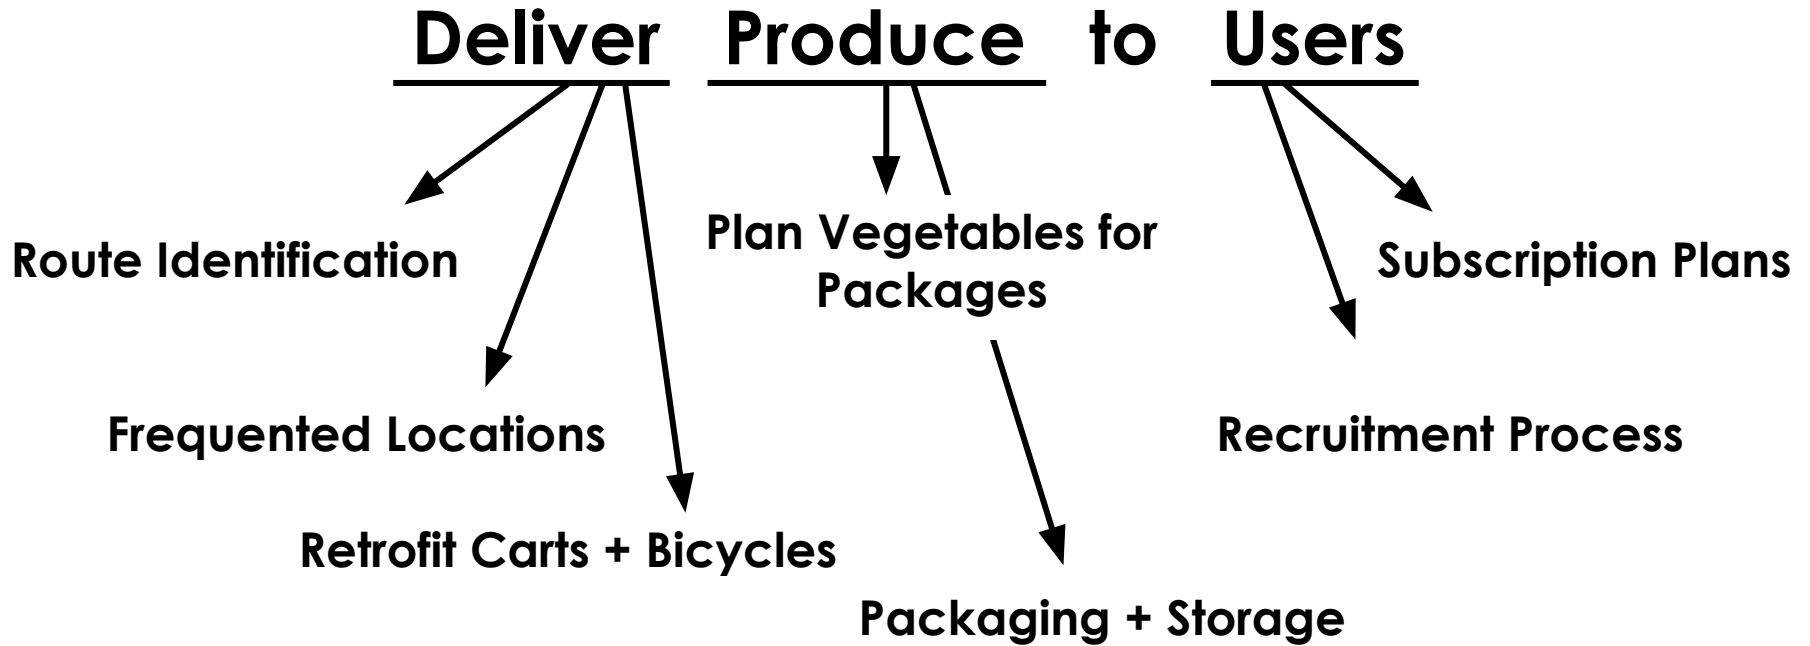 Deliver Produce to Users
Route Identification
Plan Vegetables for
Packages
Subscription Plans
Frequented Locations
Recruitment Process
Retrofit Carts + Bicycles
Packaging + Storage